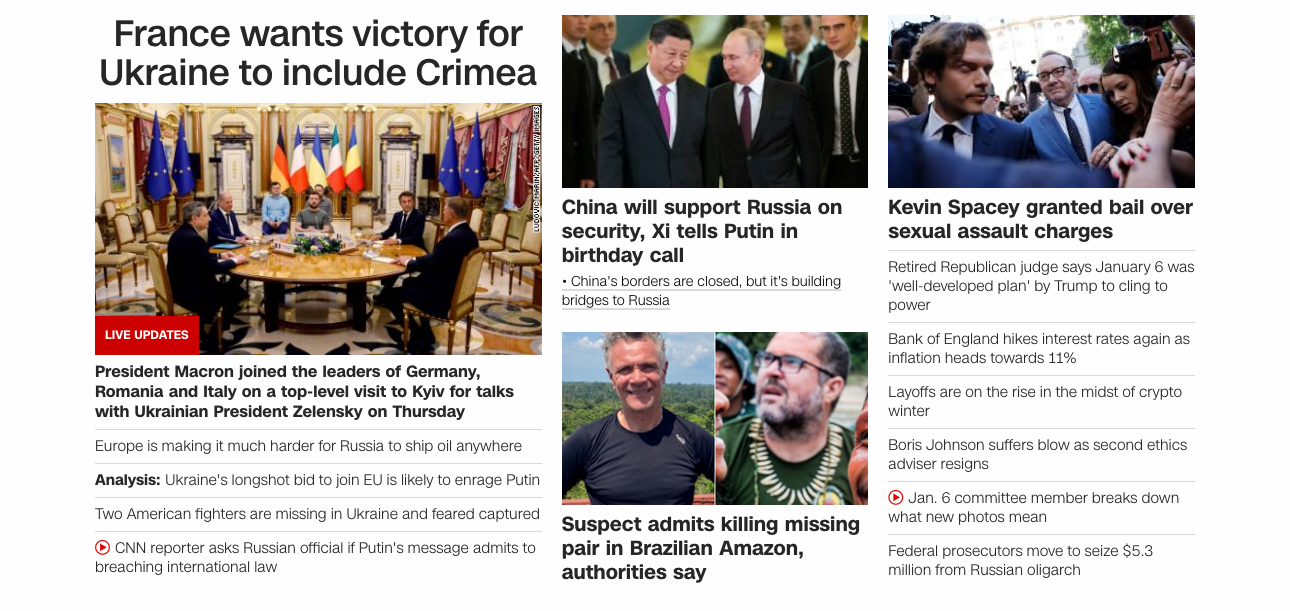 France wants victory for
Ukraine to include Crimea
LUDOVIC MARIN/AFP/GETTY IMAGES
LIVE UPDATES
President Macron joined the leaders of Germany,
Romania and Italy on a top-level visit to Kyiv for talks
with Ukrainian President Zelensky on Thursday
Europe is making it much harder for Russia to ship oil anywhere
Analysis: Ukraine's longshot bid to join EU is likely to enrage Putin
Two American fighters are missing in Ukraine and feared captured
CNN reporter asks Russian official if Putin's message admits to
breaching international law
China will support Russia on
security, Xi tells Putin in
birthday call
• China's borders are closed, but it's building
bridges to Russia
Suspect admits killing missing
pair in Brazilian Amazon,
authorities say
Kevin Spacey granted bail over
sexual assault charges
Retired Republican judge says January 6 was
'well-developed plan' by Trump to cling to
power
Bank of England hikes interest rates again as
inflation heads towards 11%
Layoffs are on the rise in the midst of crypto
winter
Boris Johnson suffers blow as second ethics
adviser resigns
Jan. 6 committee member breaks down
what new photos mean
Federal prosecutors move to seize $5.3
million from Russian oligarch